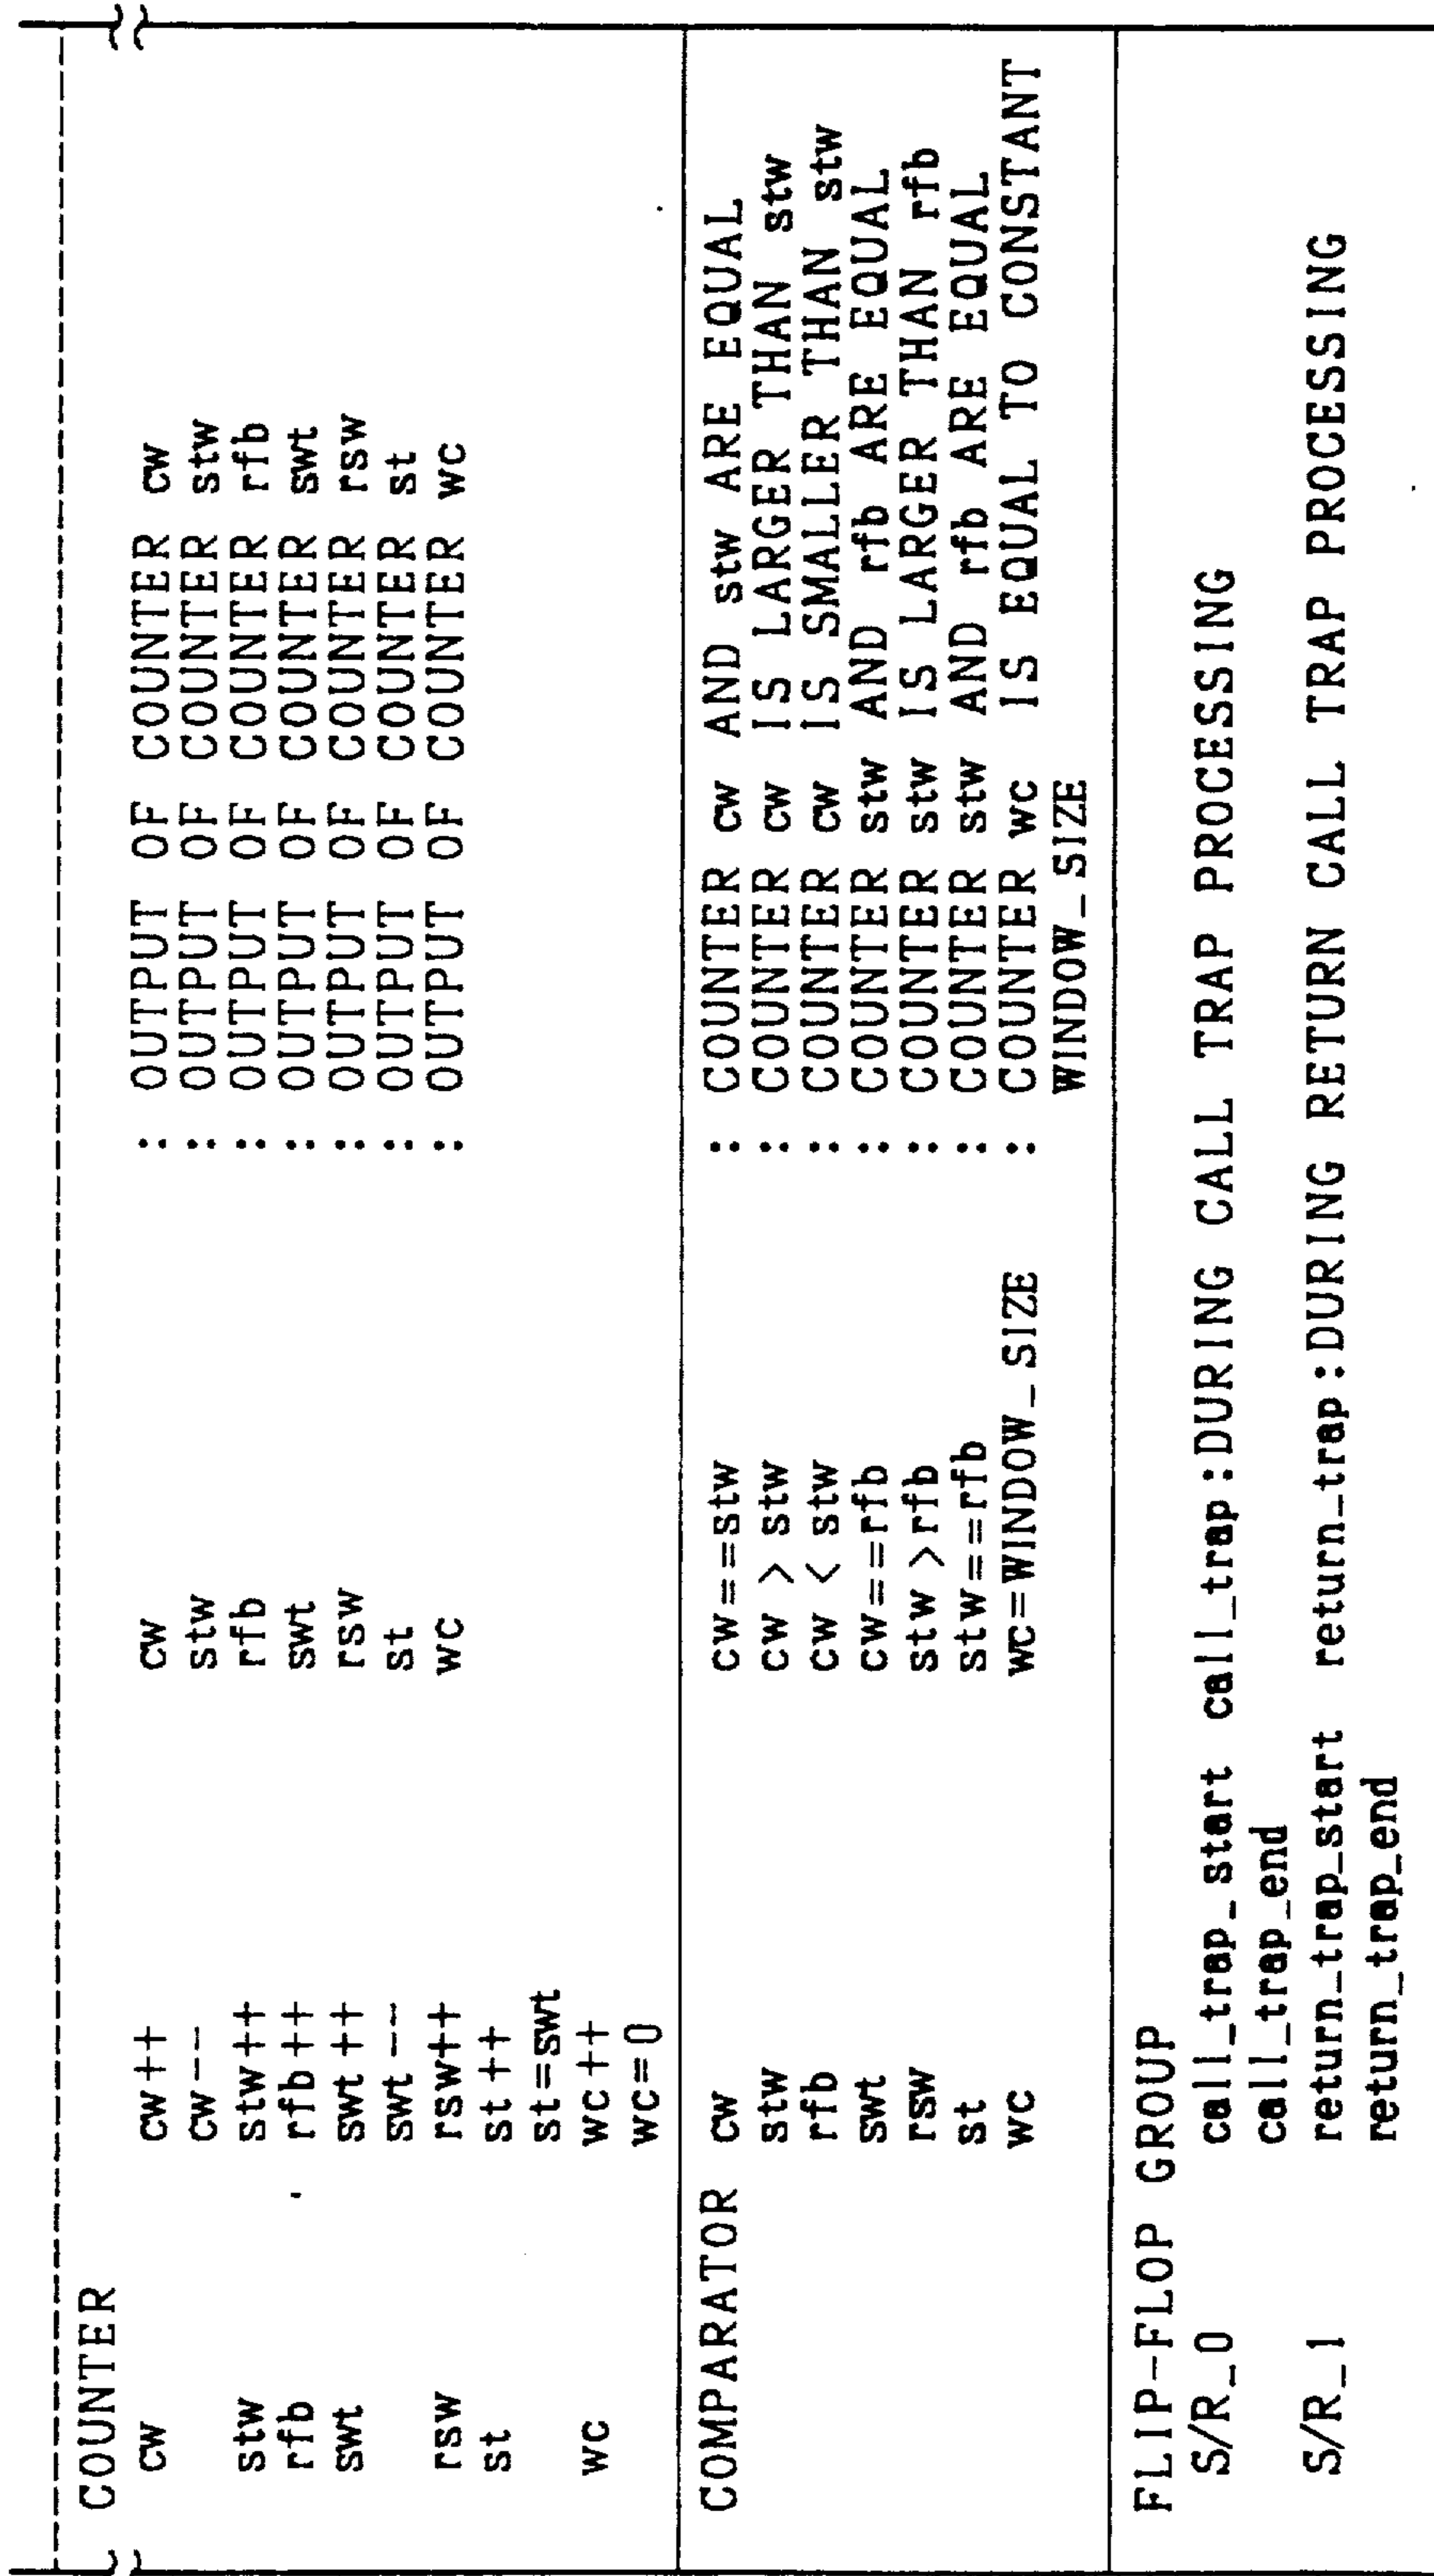 COUNTER
cw cw++ cw : OUTPUT OF COUNTER cw
cw-- stw : OUTPUT OF COUNTER stw
stw stw++ rfb : OUTPUT OF COUNTER rfb
rfb rfb++ swt : OUTPUT OF COUNTER swt
swt swt++ rsw : OUTPUT OF COUNTER rsw
swt-- st : OUTPUT OF COUNTER st
rsw rsw++ wc : OUTPUT OF COUNTER wc
st st++
st=swt
wc wc++
wc=0
COMPARATOR cw cw==stw : COUNTER cw AND stw ARE EQUAL
stw cw > stw : COUNTER cw IS LARGER THAN stw
rfb cw < stw : COUNTER cw IS SMALLER THAN stw
swt cw==rfb : COUNTER stw AND rfb ARE EQUAL
rsw stw >rfb : COUNTER stw IS LARGER THAN rfb
st stw==rfb : COUNTER stw AND rfb ARE EQUAL
wc wc=WINDOW_SIZE : COUNTER wc IS EQUAL TO CONSTANT
WINDOW_SIZE
FLIP-FLOP GROUP
S/R_0 call_trap_start call_trap:DURING CALL TRAP PROCESSING
call_trap_end
S/R_1 return_trap_start return_trap:DURING RETURN CALL TRAP PROCESSING
return_trap_end